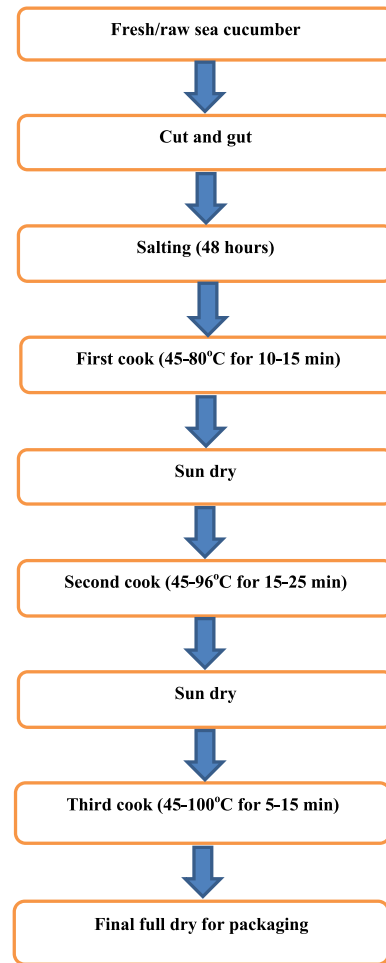 Fresh/raw sea cucumber
Cut and gut
Salting (48 hours)
First cook (45-80°C for 10-15 min)
Sun dry
Second cook (45-96°C for 15-25 min)
Sun dry
Third cook (45-100°C for 5-15 min)
Final full dry for packaging